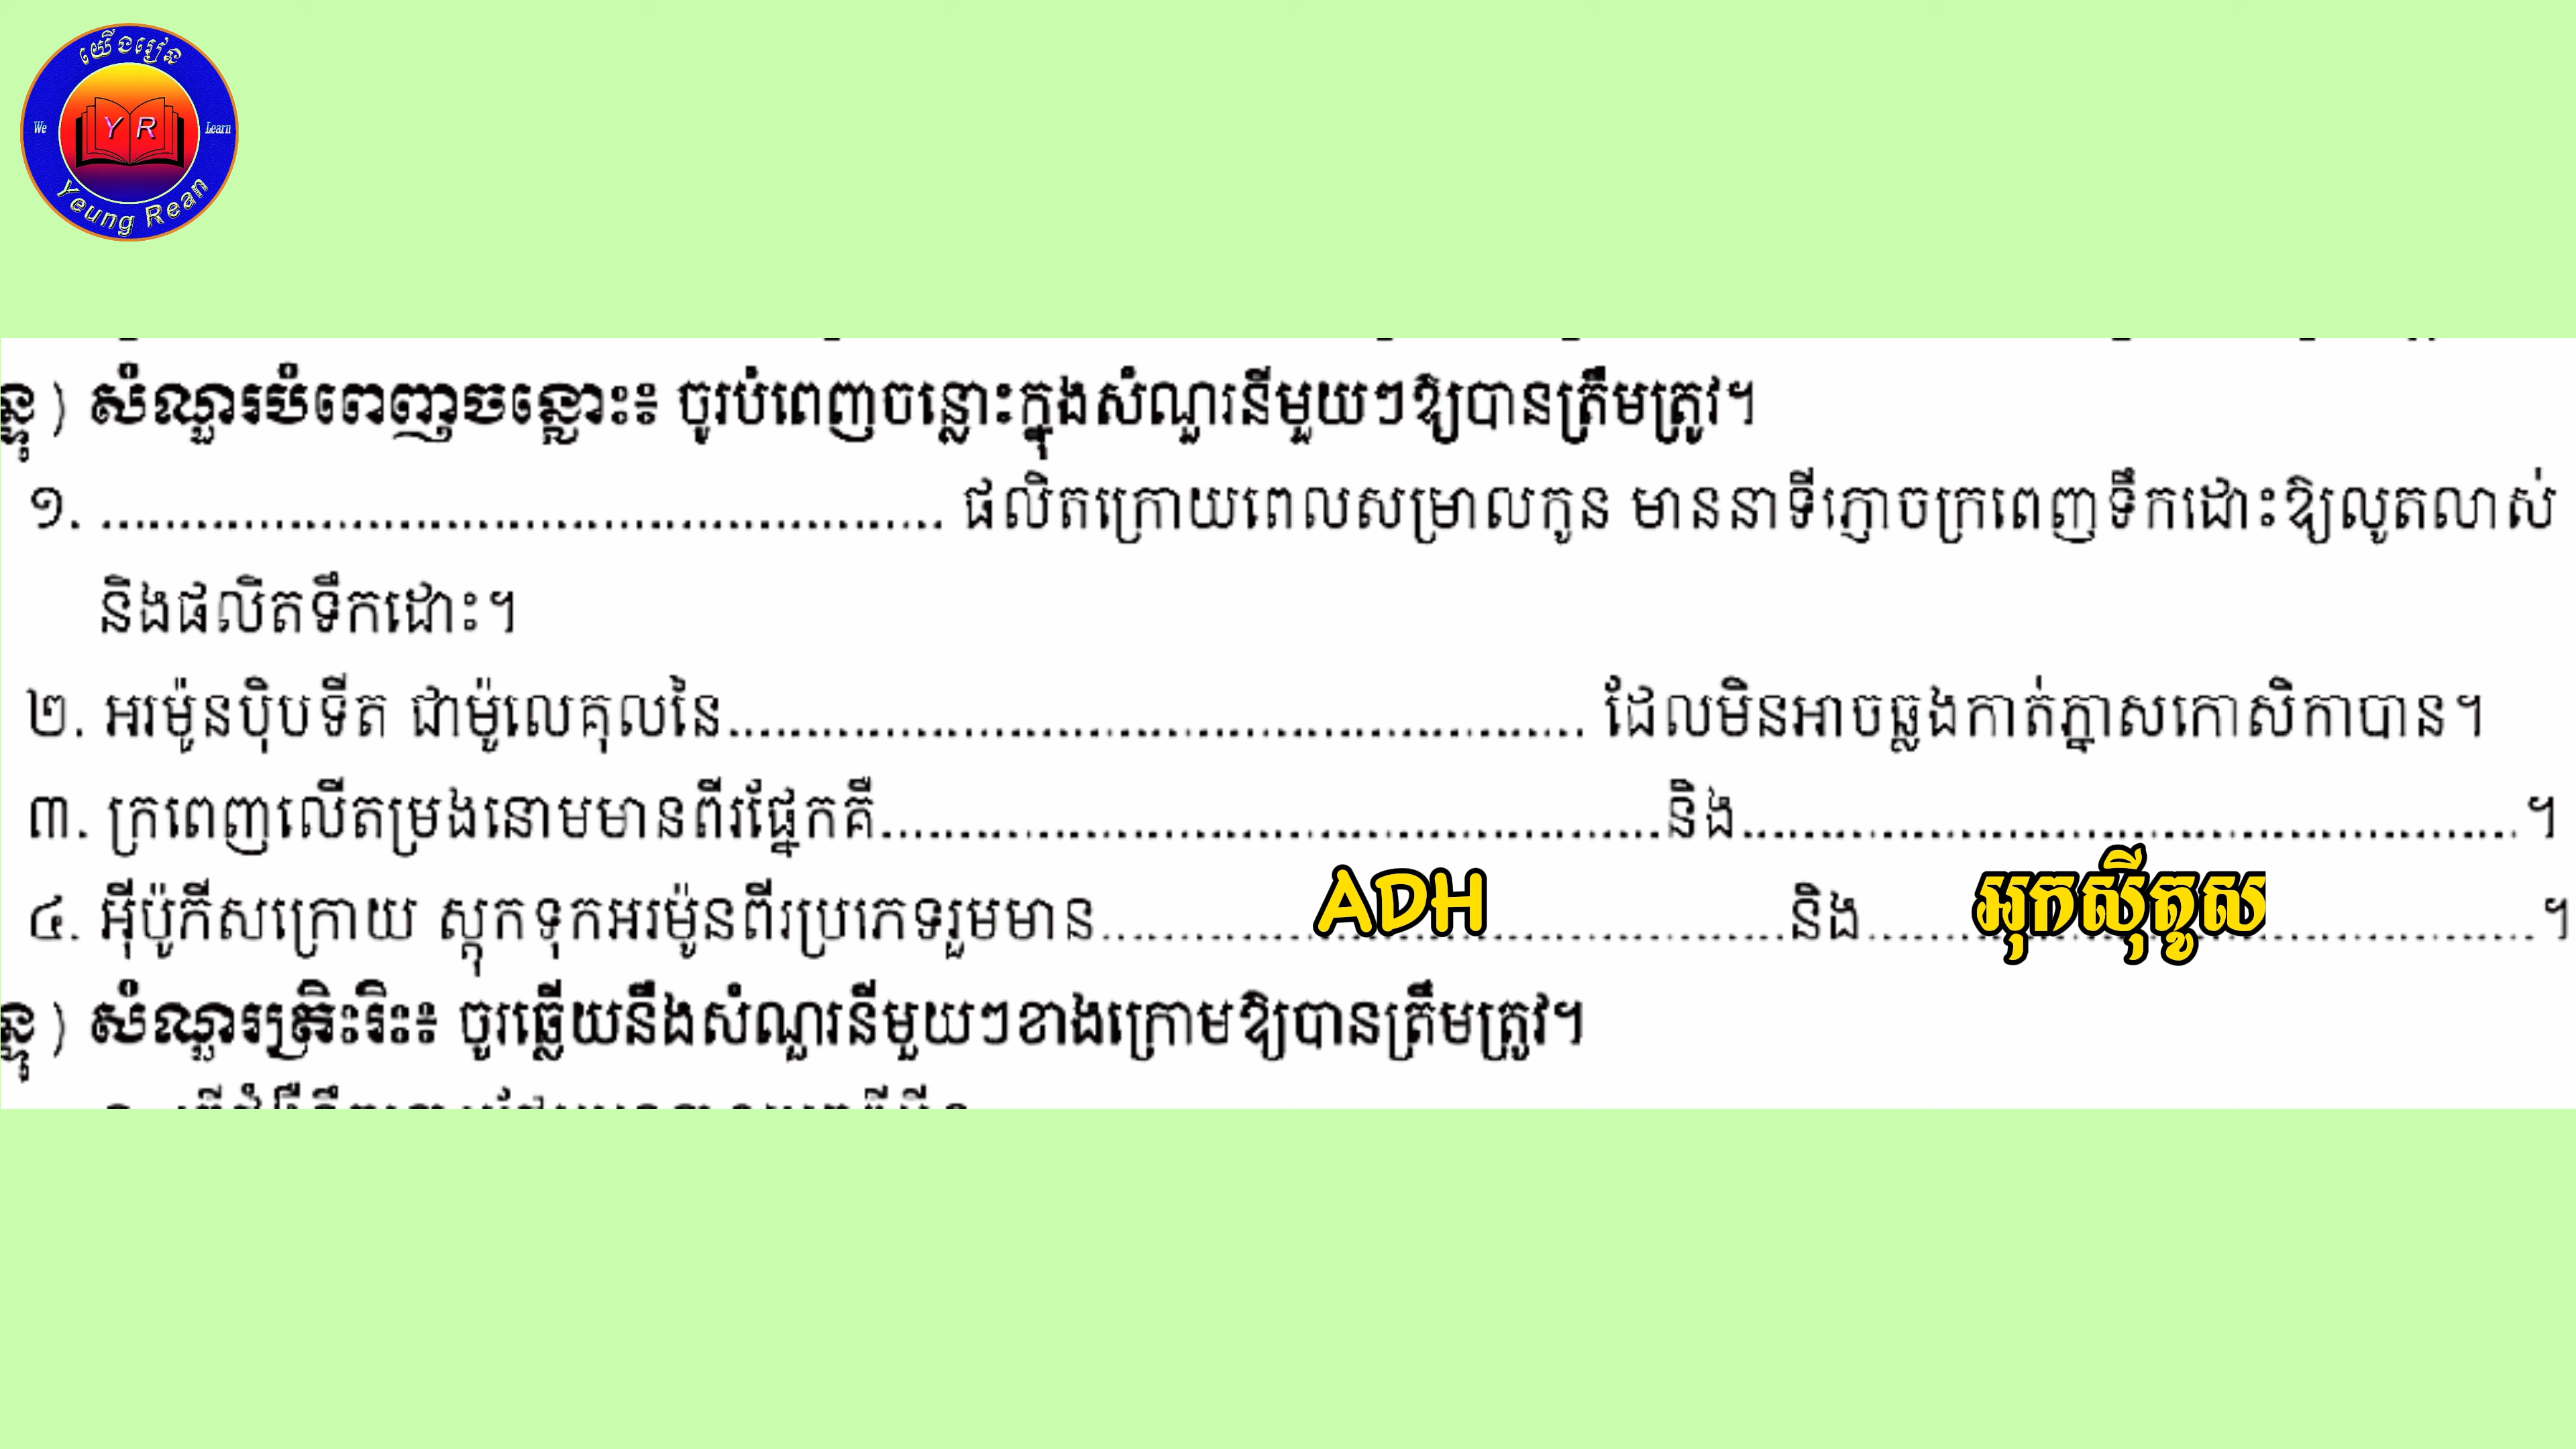 យើងរៀន
We Learn
Y R
Yeung Rean
) សំណួរបំពេញចន្លោះ៖ ចូរបំពេញចន្លោះក្នុងសំណួរនីមួយៗឱ្យបានត្រឹមត្រូវ។
១. ........................................ ផលិតក្រោយពេលសម្រាលកូន មាននាទីភ្ញោចក្រពេញទឹកដោះឱ្យលូតលាស់
និងផលិតទឹកដោះ។
២. អរម៉ូនប៉ិបទីត ជាម៉ូលេគុលនៃ........................................ ដែលមិនអាចឆ្លងកាត់ភ្នាសកោសិកាបាន។
៣. ក្រពេញលើតម្រងនោមមានពីរផ្នែកគឺ........................................និង........................................។
៤. អ៊ីប៉ូភីសក្រោយ ស្តុកទុកអរម៉ូនពីរប្រភេទរួមមាន............ADH............និង............អុកស៊ីតូស............។
) សំណួរត្រិះរិះ៖ ចូរឆ្លើយនឹងសំណួរនីមួយៗខាងក្រោមឱ្យបានត្រឹមត្រូវ។